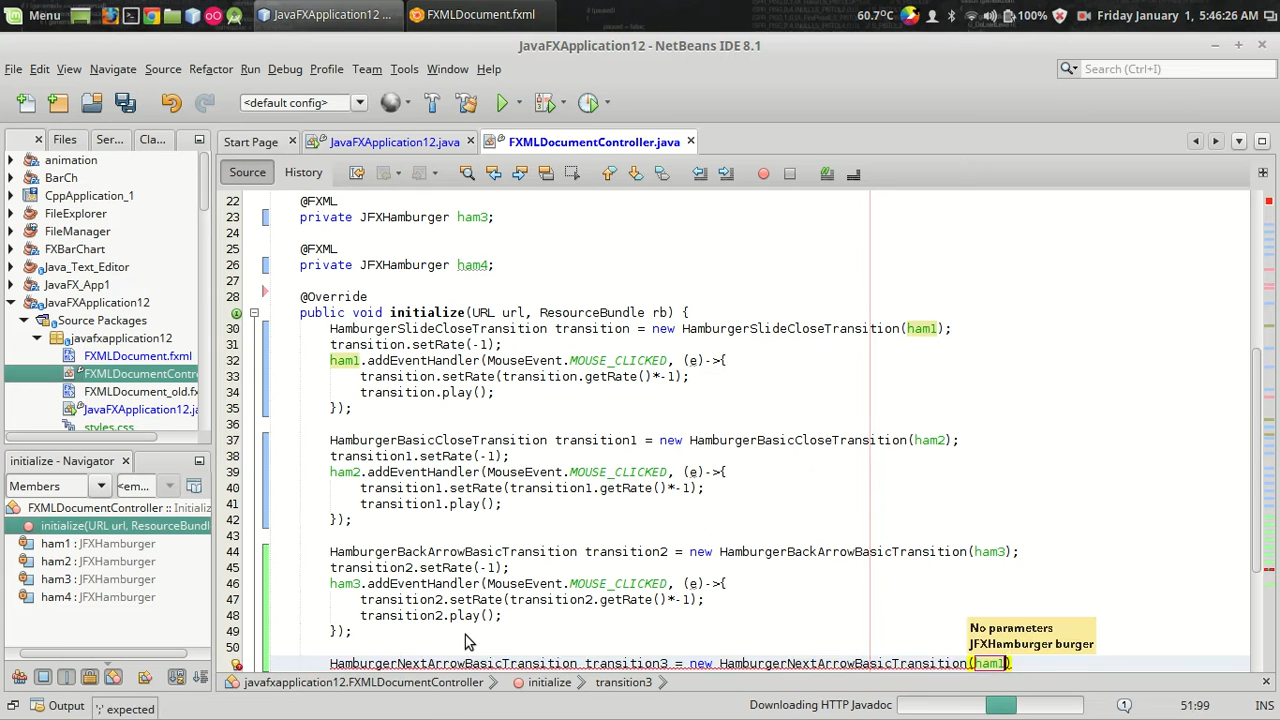 Menu
JavaFXApplication12 ...
FXMLDocument.fxml
60.7°C
100%
Friday January 1, 5:46:26 AM
JavaFXApplication12 - NetBeans IDE 8.1
File Edit View Navigate Source Refactor Run Debug Profile Team Tools Window Help
Search (Ctrl+I)
<default config>
Files Ser... Cla...
Start Page
JavaFXApplication12.java
FXMLDocumentController.java
Source History
animation
BarCh
CppApplication_1
FileExplorer
FileManager
FXBarChart
Java_Text_Editor
JavaFX_App1
JavaFXApplication12
Source Packages
javafxapplication12
FXMLDocument.fxml
FXMLDocumentContro
FXMLDocument_old.fx
JavaFXApplication12.ja
styles.css
initialize - Navigator
Members <em...
FXMLDocumentController :: Initializ
initialize(URL url, ResourceBundl
ham1 : JFXHamburger
ham2 : JFXHamburger
ham3 : JFXHamburger
ham4 : JFXHamburger
22 @FXML
23 private JFXHamburger ham3;
24
25 @FXML
26 private JFXHamburger ham4;
27
28 @Override
public void initialize(URL url, ResourceBundle rb) {
30 HamburgerSlideCloseTransition transition = new HamburgerSlideCloseTransition(ham1);
31 transition.setRate(-1);
32 ham1.addEventHandler(MouseEvent.MOUSE_CLICKED, (e)->{
33 transition.setRate(transition.getRate()*-1);
34 transition.play();
35 });
36
37 HamburgerBasicCloseTransition transition1 = new HamburgerBasicCloseTransition(ham2);
38 transition1.setRate(-1);
39 ham2.addEventHandler(MouseEvent.MOUSE_CLICKED, (e)->{
40 transition1.setRate(transition1.getRate()*-1);
41 transition1.play();
42 });
43
44 HamburgerBackArrowBasicTransition transition2 = new HamburgerBackArrowBasicTransition(ham3);
45 transition2.setRate(-1);
46 ham3.addEventHandler(MouseEvent.MOUSE_CLICKED, (e)->{
47 transition2.setRate(transition2.getRate()*-1);
48 transition2.play();
49 });
50
No parameters
JFXHamburger burger
HamburgerNextArrowBasicTransition transition3 = new HamburgerNextArrowBasicTransition(ham1)
javafxapplication12.FXMLDocumentController initialize transition3
Output
';' expected
Downloading HTTP Javadoc
1
51:99
INS